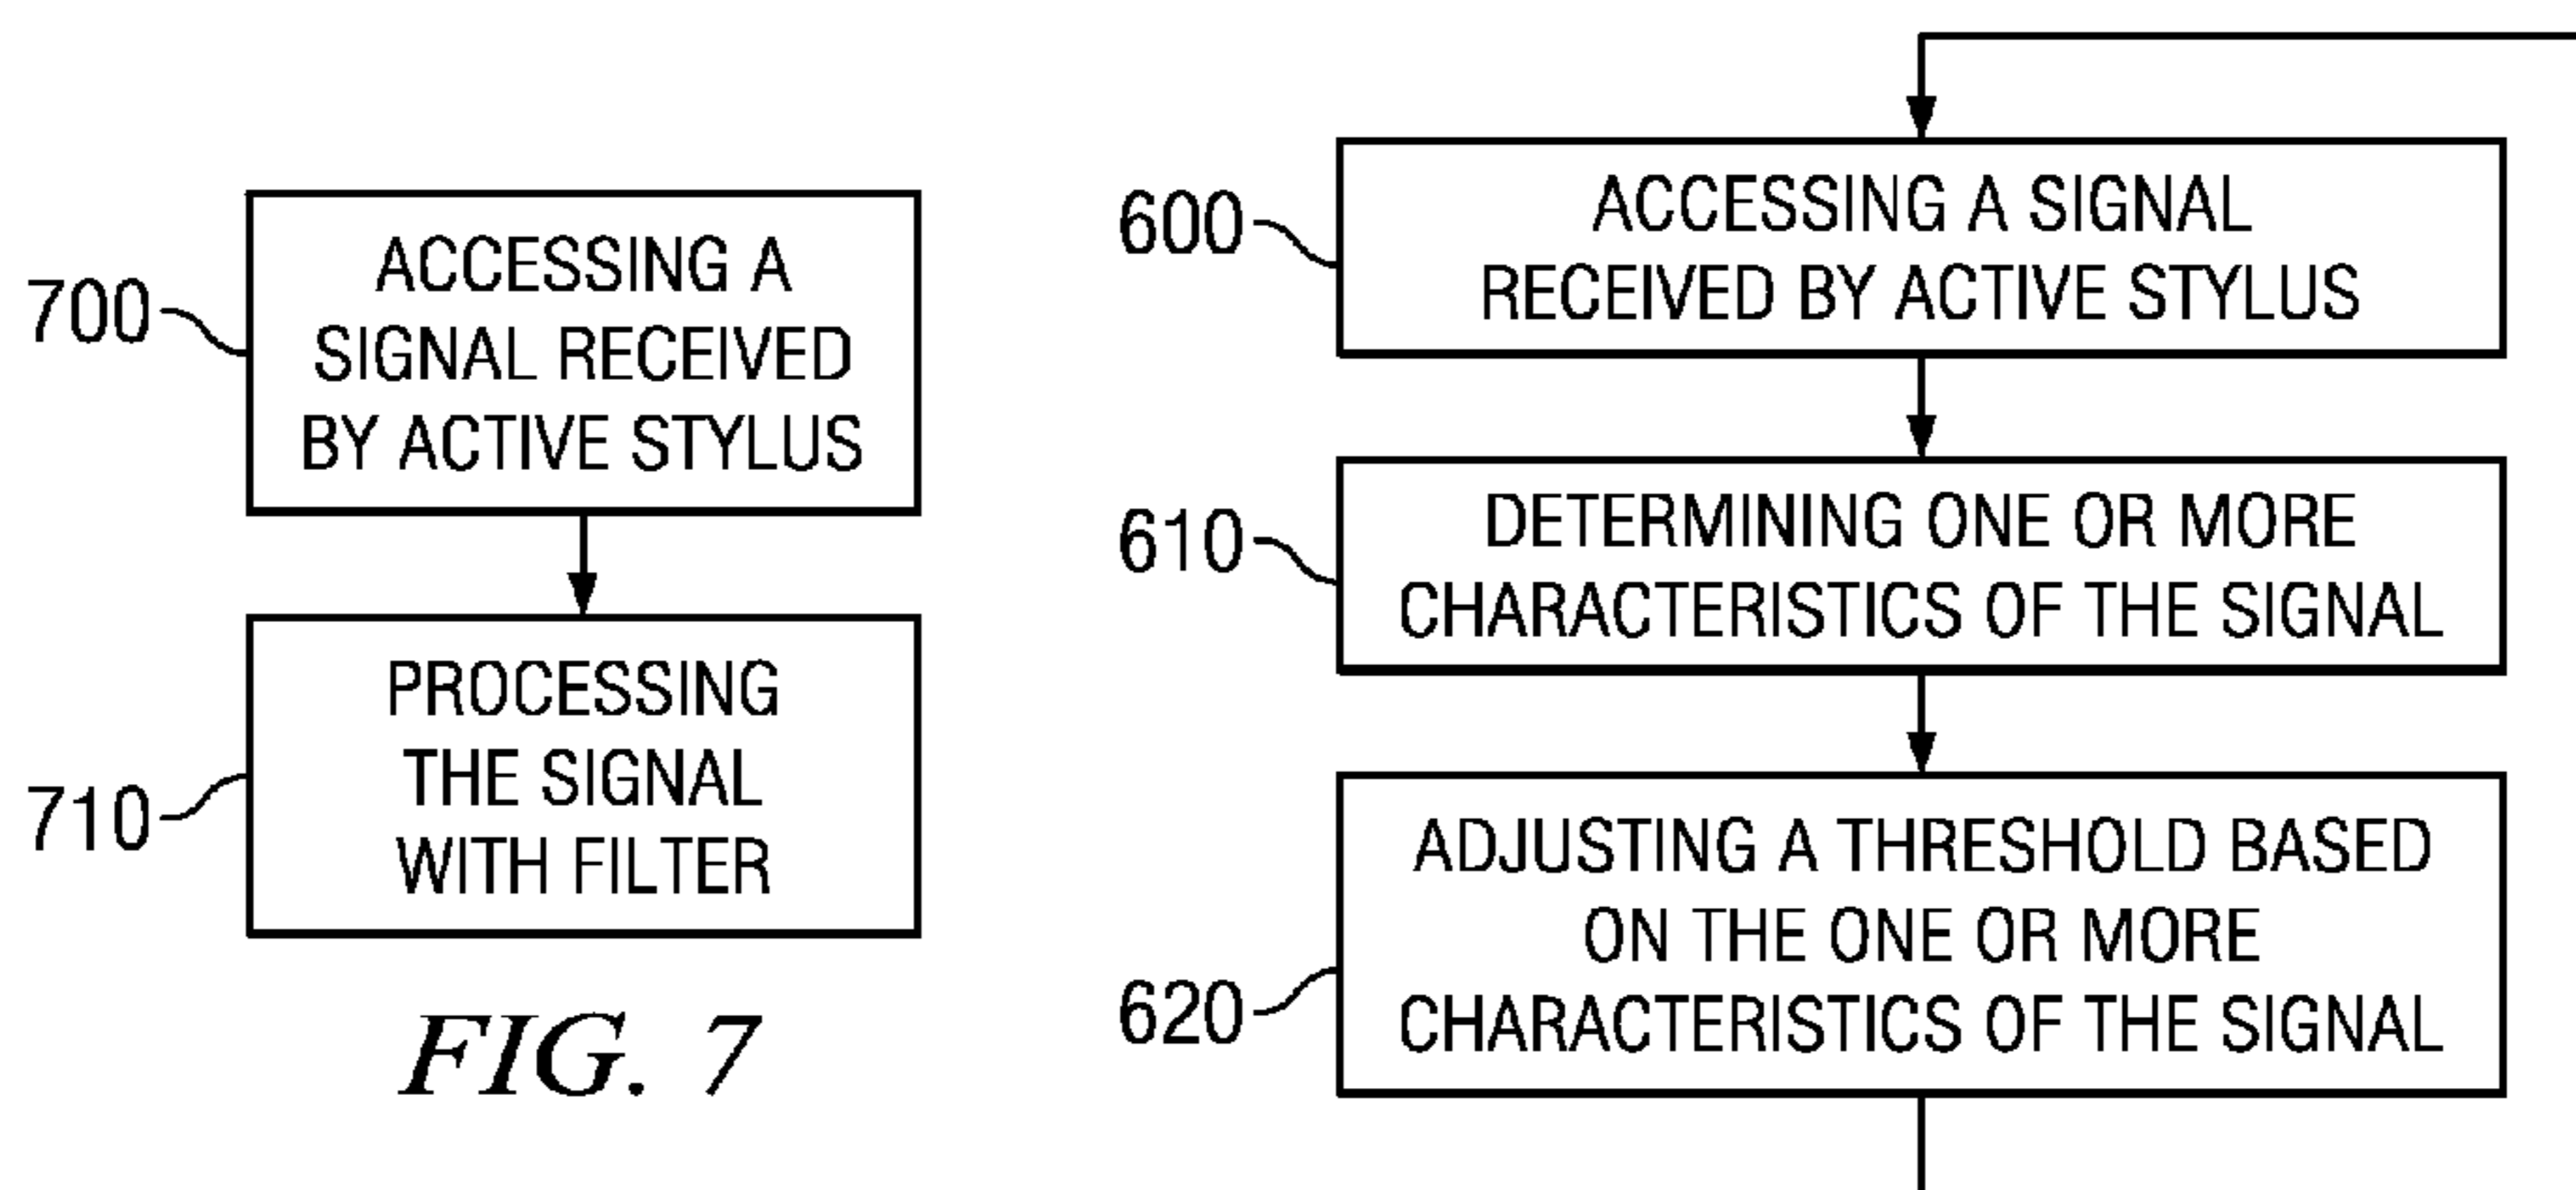 700
ACCESSING A
SIGNAL RECEIVED
BY ACTIVE STYLUS
710
PROCESSING
THE SIGNAL
WITH FILTER
FIG. 7
600
ACCESSING A SIGNAL
RECEIVED BY ACTIVE STYLUS
610
DETERMINING ONE OR MORE
CHARACTERISTICS OF THE SIGNAL
620
ADJUSTING A THRESHOLD BASED
ON THE ONE OR MORE
CHARACTERISTICS OF THE SIGNAL